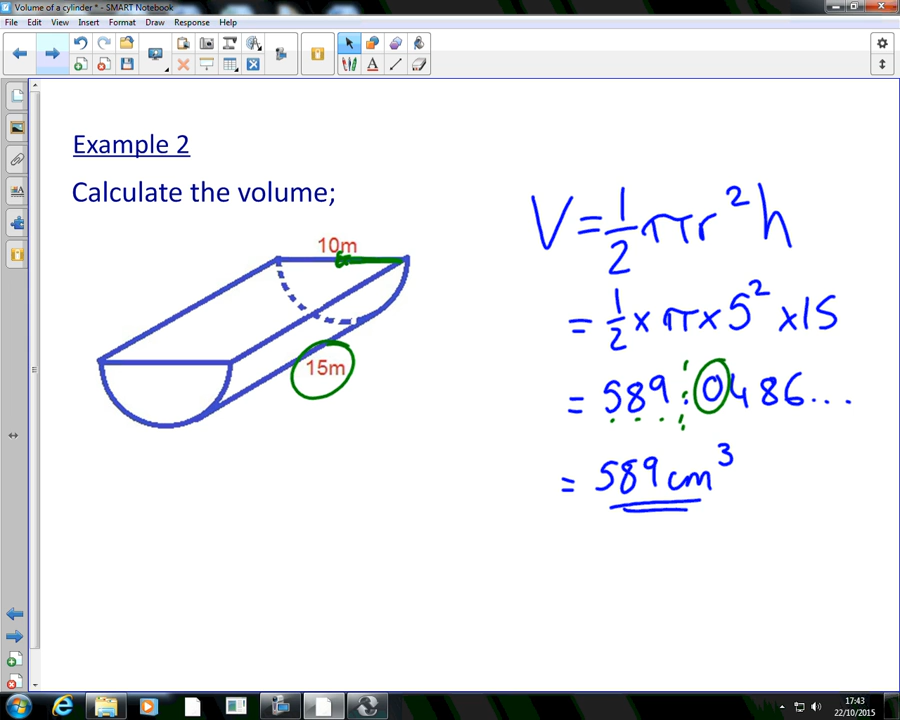 Volume of a cylinder * - SMART Notebook
File Edit View Insert Format Draw Response Help
Example 2
Calculate the volume;
10m
15m
V = 1/2 πr²h
= 1/2 × π × 5² × 15
= 589.0486...
= 589cm³
17:43
22/10/2015